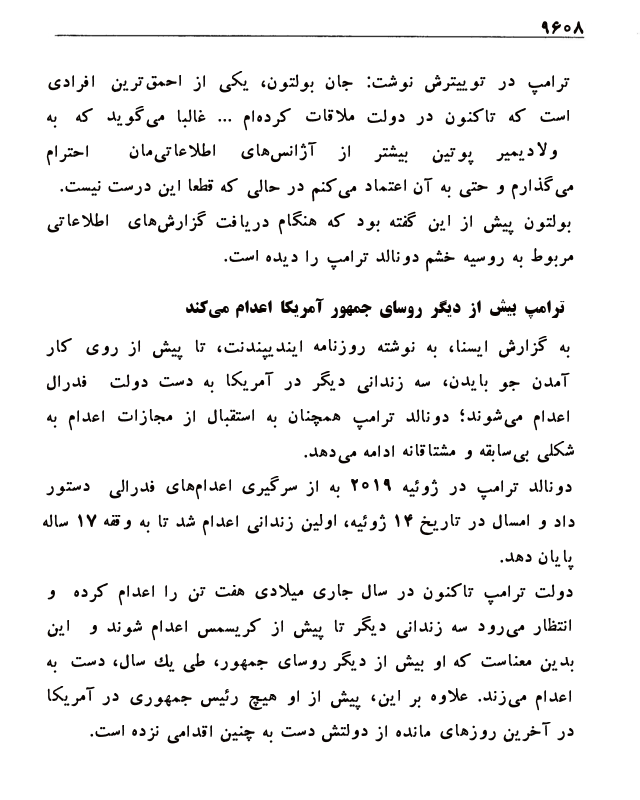 ۹۶۰۸
ترامپ در توییترش نوشت: جان بولتون، یکی از احمق‌ترین افرادی
است که تاکنون در دولت ملاقات کرده‌ام ... غالبا می‌گوید که به
ولادیمیر پوتین بیشتر از آژانس‌های اطلاعاتی‌مان احترام
می‌گذارم و حتی به آن اعتماد می‌کنم در حالی که قطعا این درست نیست.
بولتون پیش از این گفته بود که هنگام دریافت گزارش‌های اطلاعاتی
مربوط به روسیه خشم دونالد ترامپ را دیده است.
ترامپ بیش از دیگر روسای جمهور آمریکا اعدام می‌کند
به گزارش ایسنا، به نوشته روزنامه ایندیپندنت، تا پیش از روی کار
آمدن جو بایدن، سه زندانی دیگر در آمریکا به دست دولت فدرال
اعدام می‌شوند؛ دونالد ترامپ همچنان به استقبال از مجازات اعدام به
شکلی بی‌سابقه و مشتاقانه ادامه می‌دهد.
دونالد ترامپ در ژوئیه ۲۰۱۹ به از سرگیری اعدام‌های فدرالی دستور
داد و امسال در تاریخ ۱۴ ژوئیه، اولین زندانی اعدام شد تا به وقفه ۱۷ ساله
پایان دهد.
دولت ترامپ تاکنون در سال جاری میلادی هفت تن را اعدام کرده و
انتظار می‌رود سه زندانی دیگر تا پیش از کریسمس اعدام شوند و این
بدین معناست که او بیش از دیگر روسای جمهور، طی یك سال، دست به
اعدام می‌زند. علاوه بر این، پیش از او هیچ رئیس جمهوری در آمریکا
در آخرین روزهای مانده از دولتش دست به چنین اقدامی نزده است.